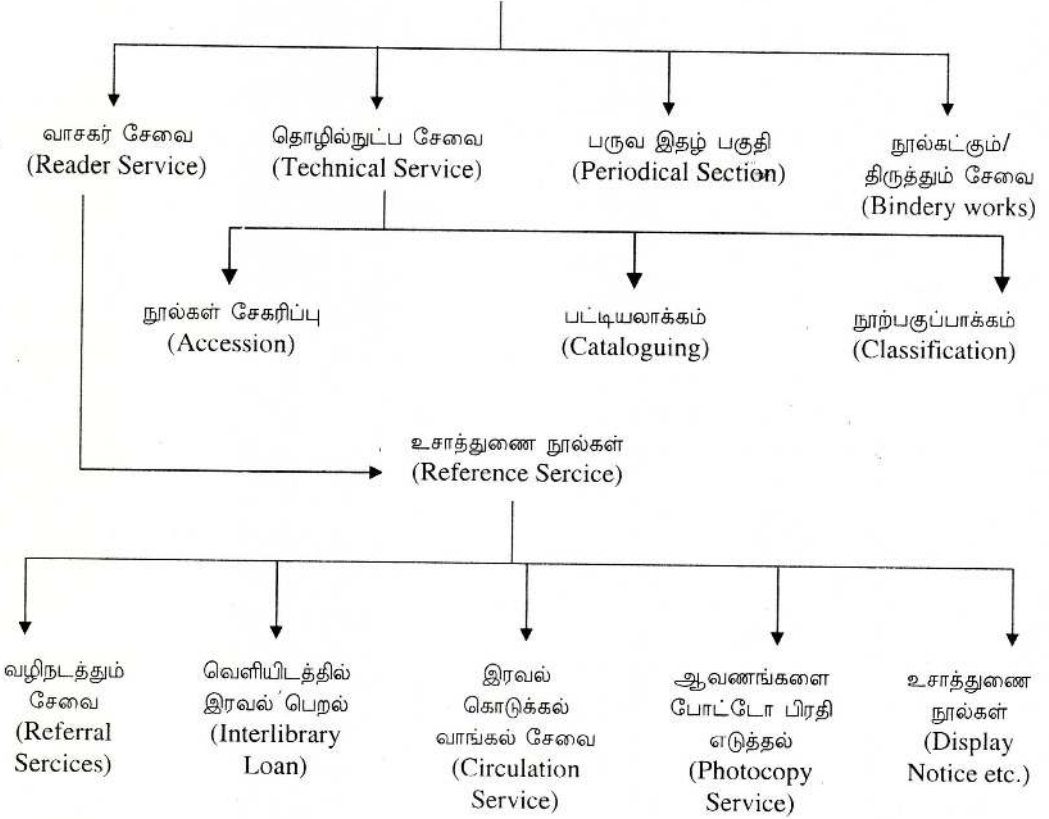 வாசகர் சேவை
(Reader Service)
தொழில்நுட்ப சேவை
(Technical Service)
பருவ இதழ் பகுதி
(Periodical Section)
நூல்கட்கும்/
திருத்தும் சேவை
(Bindery works)
நூல்கள் சேகரிப்பு
(Accession)
பட்டியலாக்கம்
(Cataloguing)
நூற்பகுப்பாக்கம்
(Classification)
உசாத்துணை நூல்கள்
(Reference Sercice)
வழிநடத்தும்
சேவை
(Referral
Sercices)
வெளியிடத்தில்
இரவல் பெறல்
(Interlibrary
Loan)
இரவல்
கொடுக்கல்
வாங்கல் சேவை
(Circulation
Service)
ஆவணங்களை
போட்டோ பிரதி
எடுத்தல்
(Photocopy
Service)
உசாத்துணை
நூல்கள்
(Display
Notice etc.)